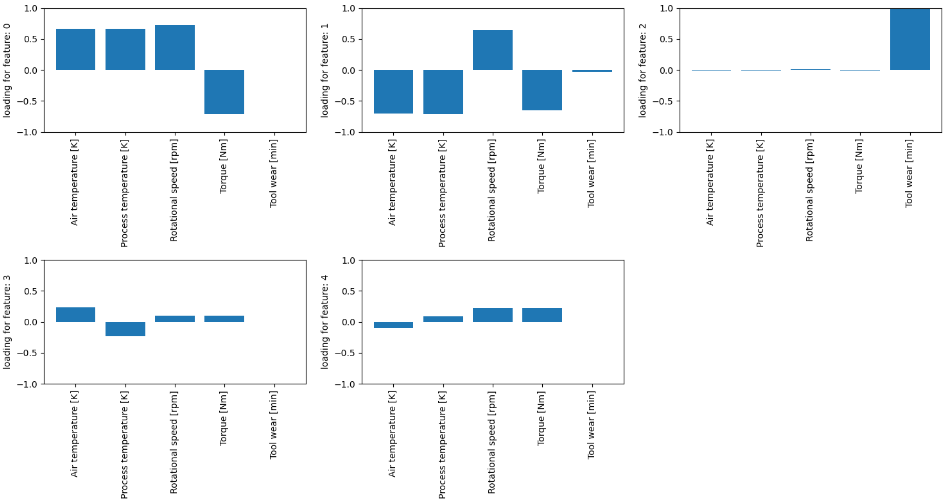 loading for feature: 0
1.0
0.5
0.0
−0.5
−1.0
Air temperature [K]
Process temperature [K]
Rotational speed [rpm]
Torque [Nm]
Tool wear [min]
loading for feature: 1
1.0
0.5
0.0
−0.5
−1.0
Air temperature [K]
Process temperature [K]
Rotational speed [rpm]
Torque [Nm]
Tool wear [min]
loading for feature: 2
1.0
0.5
0.0
−0.5
−1.0
Air temperature [K]
Process temperature [K]
Rotational speed [rpm]
Torque [Nm]
Tool wear [min]
loading for feature: 3
1.0
0.5
0.0
−0.5
−1.0
Air temperature [K]
Process temperature [K]
Rotational speed [rpm]
Torque [Nm]
Tool wear [min]
loading for feature: 4
1.0
0.5
0.0
−0.5
−1.0
Air temperature [K]
Process temperature [K]
Rotational speed [rpm]
Torque [Nm]
Tool wear [min]